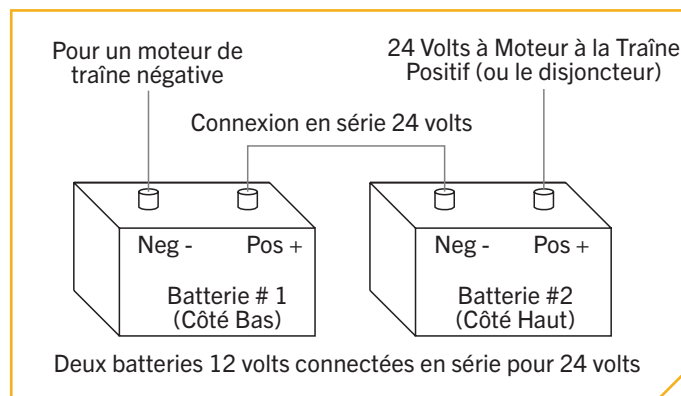 Pour un moteur de
traîne négative
24 Volts à Moteur à la Traîne
Positif (ou le disjoncteur)
Connexion en série 24 volts
Neg -
Pos +
Batterie # 1
(Côté Bas)
Neg -
Pos +
Batterie #2
(Côté Haut)
Deux batteries 12 volts connectées en série pour 24 volts